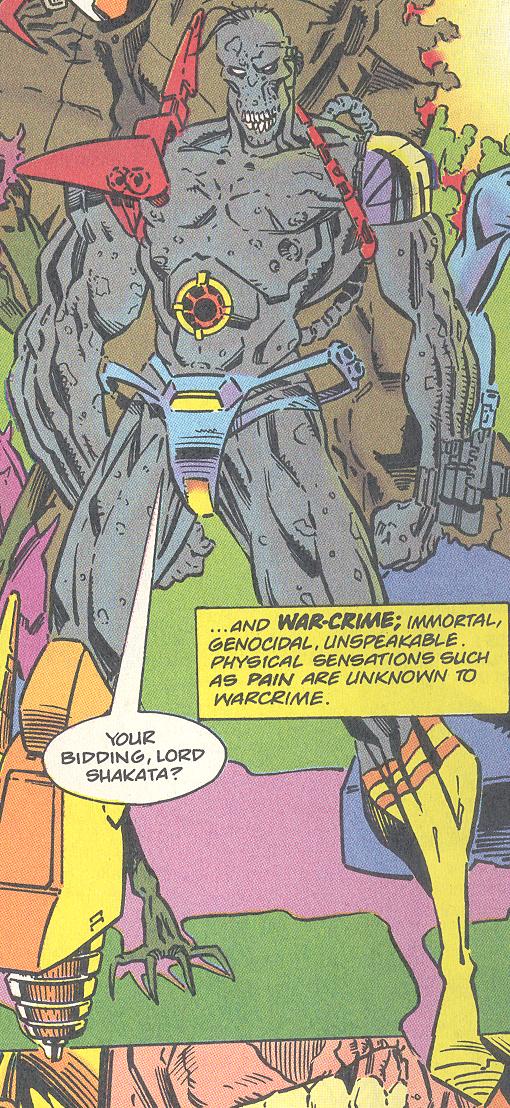 ...AND WAR-CRIME; IMMORTAL,
GENOCIDAL, UNSPEAKABLE.
PHYSICAL SENSATIONS SUCH
AS PAIN ARE UNKNOWN TO
WARCRIME.
YOUR
BIDDING, LORD
SHAKATA?